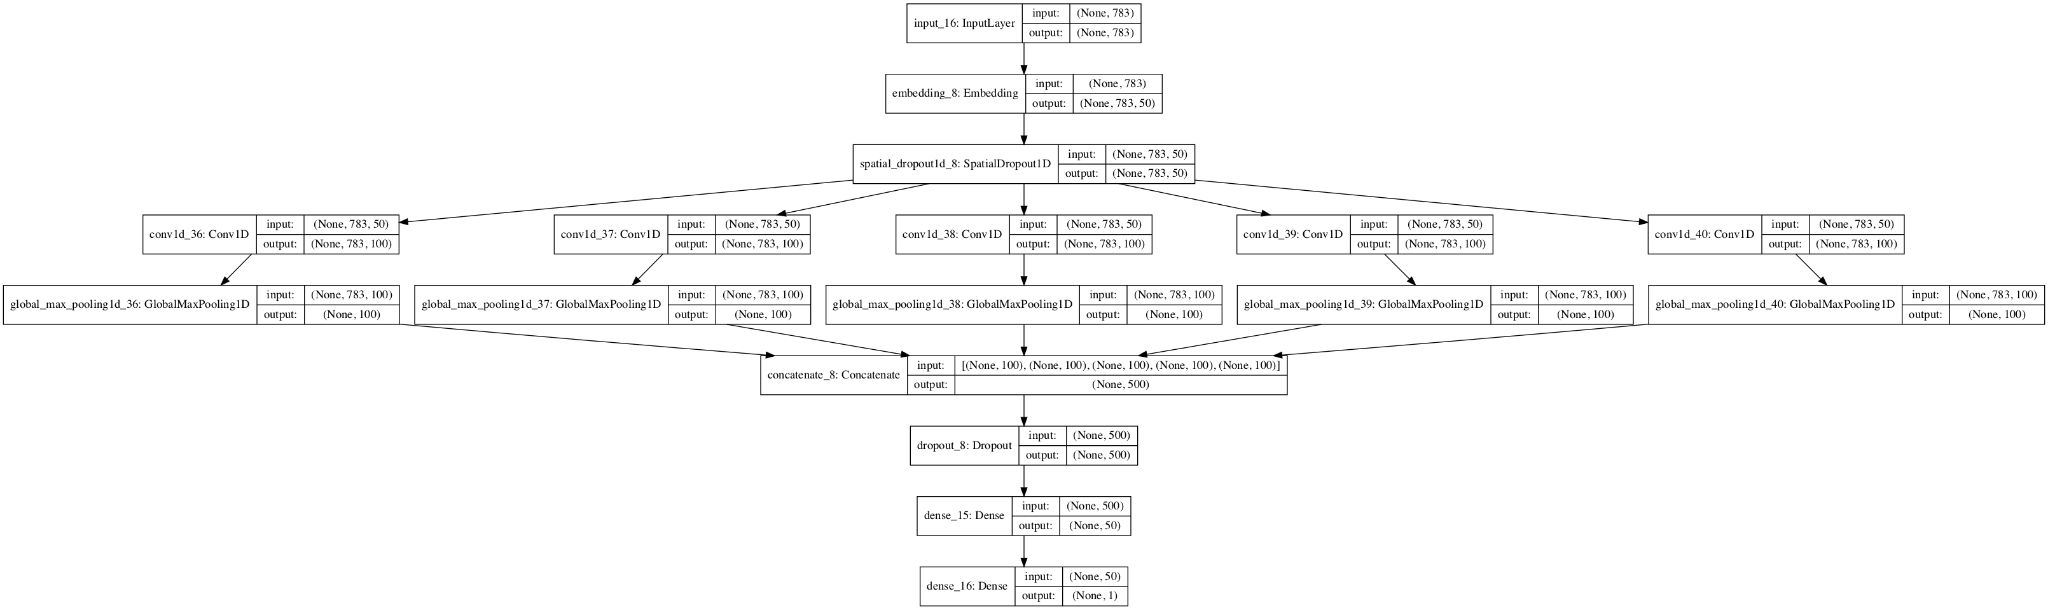 input_16: InputLayer
input: (None, 783)
output: (None, 783)
embedding_8: Embedding
input: (None, 783)
output: (None, 783, 50)
spatial_dropout1d_8: SpatialDropout1D
input: (None, 783, 50)
output: (None, 783, 50)
conv1d_36: Conv1D
input: (None, 783, 50)
output: (None, 783, 100)
conv1d_37: Conv1D
input: (None, 783, 50)
output: (None, 783, 100)
conv1d_38: Conv1D
input: (None, 783, 50)
output: (None, 783, 100)
conv1d_39: Conv1D
input: (None, 783, 50)
output: (None, 783, 100)
conv1d_40: Conv1D
input: (None, 783, 50)
output: (None, 783, 100)
global_max_pooling1d_36: GlobalMaxPooling1D
input: (None, 783, 100)
output: (None, 100)
global_max_pooling1d_37: GlobalMaxPooling1D
input: (None, 783, 100)
output: (None, 100)
global_max_pooling1d_38: GlobalMaxPooling1D
input: (None, 783, 100)
output: (None, 100)
global_max_pooling1d_39: GlobalMaxPooling1D
input: (None, 783, 100)
output: (None, 100)
global_max_pooling1d_40: GlobalMaxPooling1D
input: (None, 783, 100)
output: (None, 100)
concatenate_8: Concatenate
input: [(None, 100), (None, 100), (None, 100), (None, 100), (None, 100)]
output: (None, 500)
dropout_8: Dropout
input: (None, 500)
output: (None, 500)
dense_15: Dense
input: (None, 500)
output: (None, 50)
dense_16: Dense
input: (None, 50)
output: (None, 1)